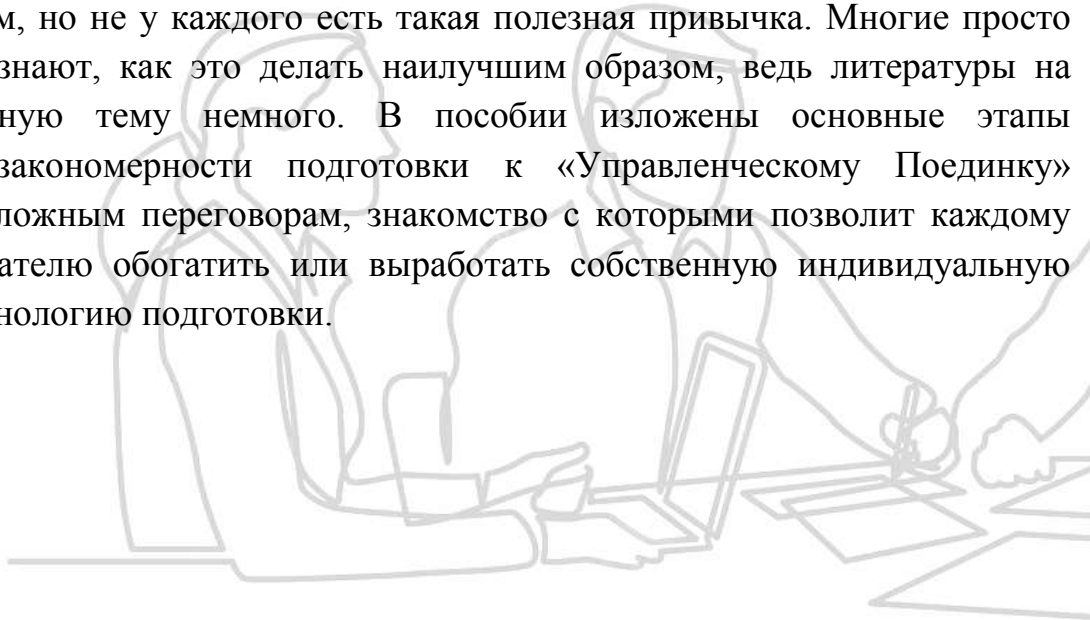 м, но не у каждого есть такая полезная привычка. Многие просто
знают, как это делать наилучшим образом, ведь литературы на
ную тему немного. В пособии изложены основные этапы
закономерности подготовки к «Управленческому Поединку»
ложным переговорам, знакомство с которыми позволит каждому
ателю обогатить или выработать собственную индивидуальную
нологию подготовки.